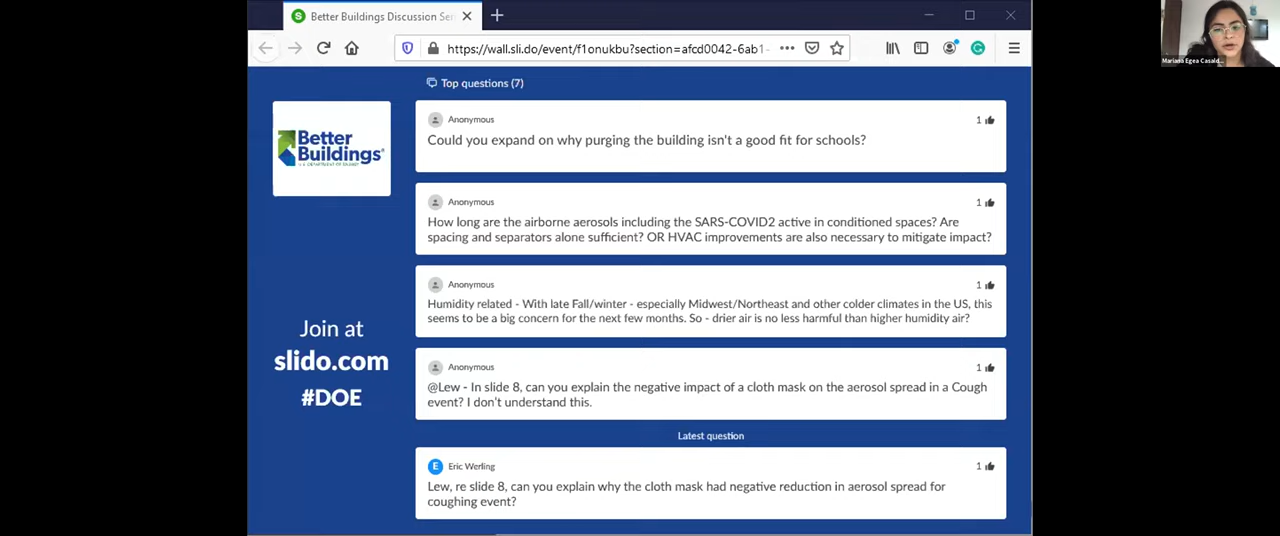 Better Buildings Discussion Ser
https://wall.sli.do/event/f1onukbu?section=afcd0042-6ab1-
Mariana Egea Casald...
Top questions (7)
Better
Buildings
U.S. DEPARTMENT OF ENERGY
Join at
slido.com
#DOE
Anonymous
1
Could you expand on why purging the building isn't a good fit for schools?
Anonymous
1
How long are the airborne aerosols including the SARS-COVID2 active in conditioned spaces? Are
spacing and separators alone sufficient? OR HVAC improvements are also necessary to mitigate impact?
Anonymous
1
Humidity related - With late Fall/winter - especially Midwest/Northeast and other colder climates in the US, this
seems to be a big concern for the next few months. So - drier air is no less harmful than higher humidity air?
Anonymous
1
@Lew - In slide 8, can you explain the negative impact of a cloth mask on the aerosol spread in a Cough
event? I don't understand this.
Latest question
E
Eric Werling
1
Lew, re slide 8, can you explain why the cloth mask had negative reduction in aerosol spread for
coughing event?